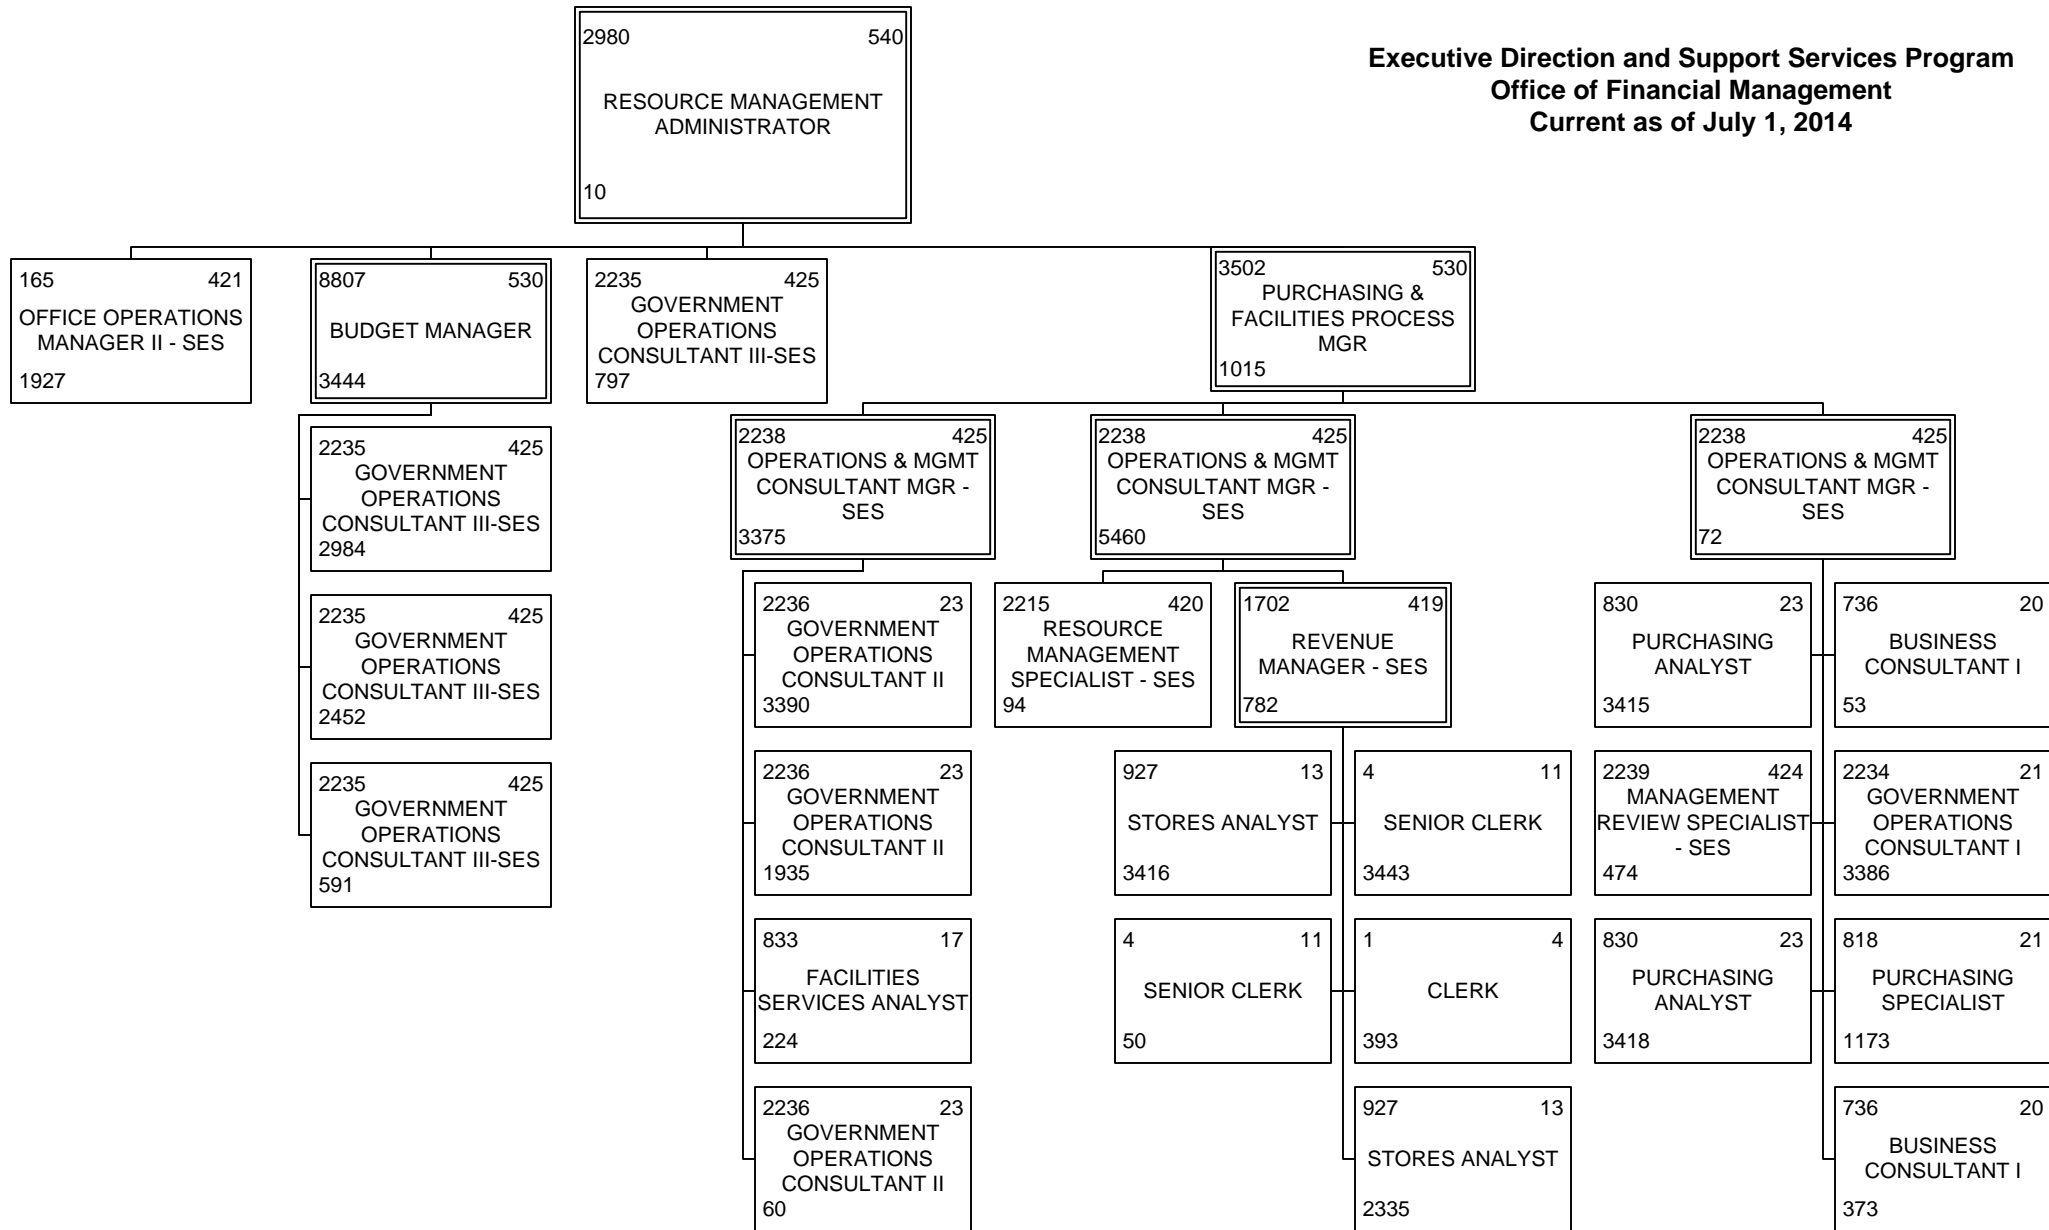 2980 540
RESOURCE MANAGEMENT
ADMINISTRATOR
10
Executive Direction and Support Services Program
Office of Financial Management
Current as of July 1, 2014
165 421
OFFICE OPERATIONS
MANAGER II - SES
1927
8807 530
BUDGET MANAGER
3444
2235 425
GOVERNMENT
OPERATIONS
CONSULTANT III-SES
797
3502 530
PURCHASING &
FACILITIES PROCESS
MGR
1015
2235 425
GOVERNMENT
OPERATIONS
CONSULTANT III-SES
2984
2235 425
GOVERNMENT
OPERATIONS
CONSULTANT III-SES
2452
2235 425
GOVERNMENT
OPERATIONS
CONSULTANT III-SES
591
2238 425
OPERATIONS & MGMT
CONSULTANT MGR -
SES
3375
2238 425
OPERATIONS & MGMT
CONSULTANT MGR -
SES
5460
2238 425
OPERATIONS & MGMT
CONSULTANT MGR -
SES
72
2236 23
GOVERNMENT
OPERATIONS
CONSULTANT II
3390
2236 23
GOVERNMENT
OPERATIONS
CONSULTANT II
1935
833 17
FACILITIES
SERVICES ANALYST
224
2236 23
GOVERNMENT
OPERATIONS
CONSULTANT II
60
2215 420
RESOURCE
MANAGEMENT
SPECIALIST - SES
94
1702 419
REVENUE
MANAGER - SES
782
927 13
STORES ANALYST
3416
4 11
SENIOR CLERK
3443
4 11
SENIOR CLERK
50
1 4
CLERK
393
927 13
STORES ANALYST
2335
830 23
PURCHASING
ANALYST
3415
736 20
BUSINESS
CONSULTANT I
53
2239 424
MANAGEMENT
REVIEW SPECIALIST
- SES
474
2234 21
GOVERNMENT
OPERATIONS
CONSULTANT I
3386
830 23
PURCHASING
ANALYST
3418
818 21
PURCHASING
SPECIALIST
1173
736 20
BUSINESS
CONSULTANT I
373